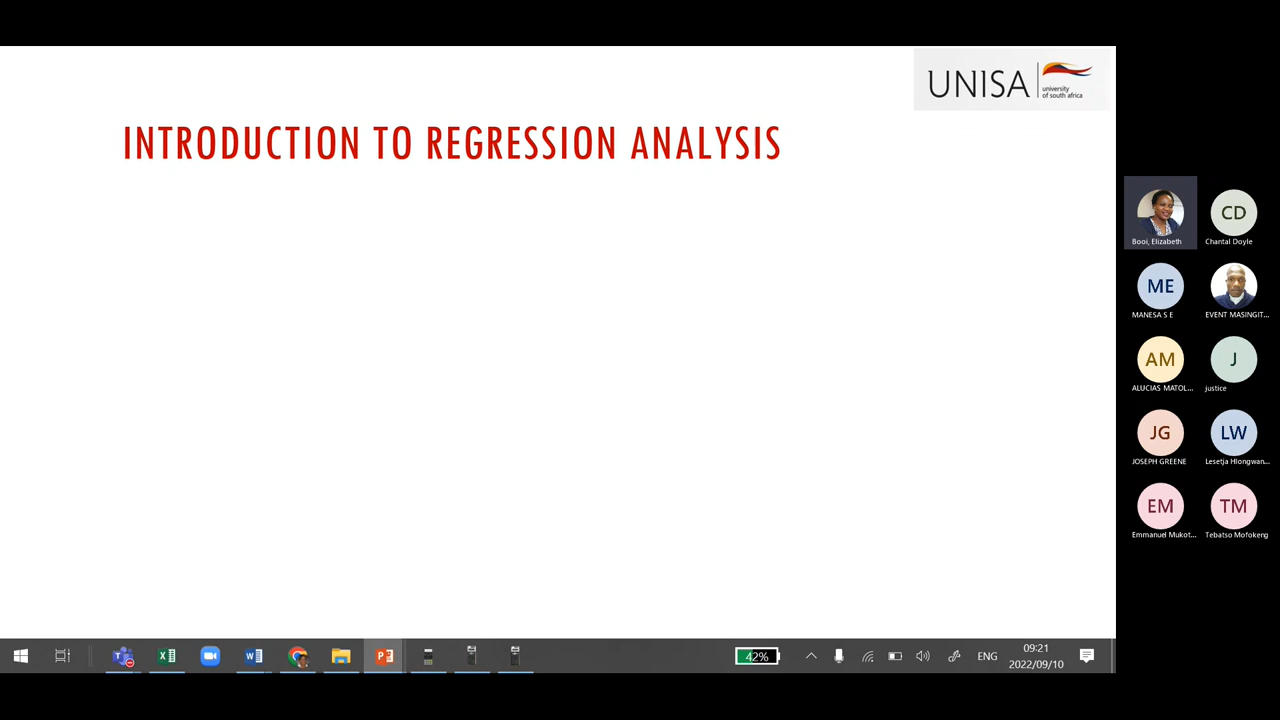 UNISA
university
of south africa
INTRODUCTION TO REGRESSION ANALYSIS
Booi, Elizabeth
CD
Chantal Doyle
ME
MANESA S E
EVENT MASINGIT...
AM
ALUCIAS MATOL...
J
justice
JG
JOSEPH GREENE
LW
Lesetja Hlongwan...
EM
Emmanuel Mukot...
TM
Tebatso Mofokeng
42%
ENG
09:21
2022/09/10